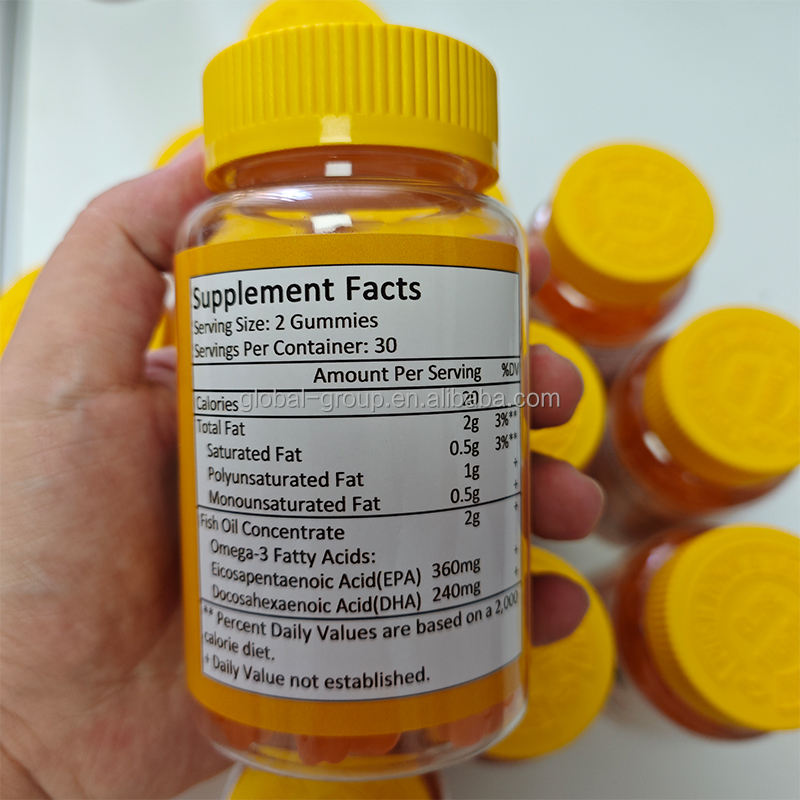 Supplement Facts
Serving Size: 2 Gummies
Servings Per Container: 30
Amount Per Serving %DV
global-group.en.alibaba.com
Calories 20
Total Fat 2g 3%**
Saturated Fat 0.5g 3%**
Polyunsaturated Fat 1g +
Monounsaturated Fat 0.5g +
Fish Oil Concentrate 2g +
Omega-3 Fatty Acids:
Eicosapentaenoic Acid(EPA) 360mg +
Docosahexaenoic Acid(DHA) 240mg +
** Percent Daily Values are based on a 2,000
calorie diet.
+ Daily Value not established.